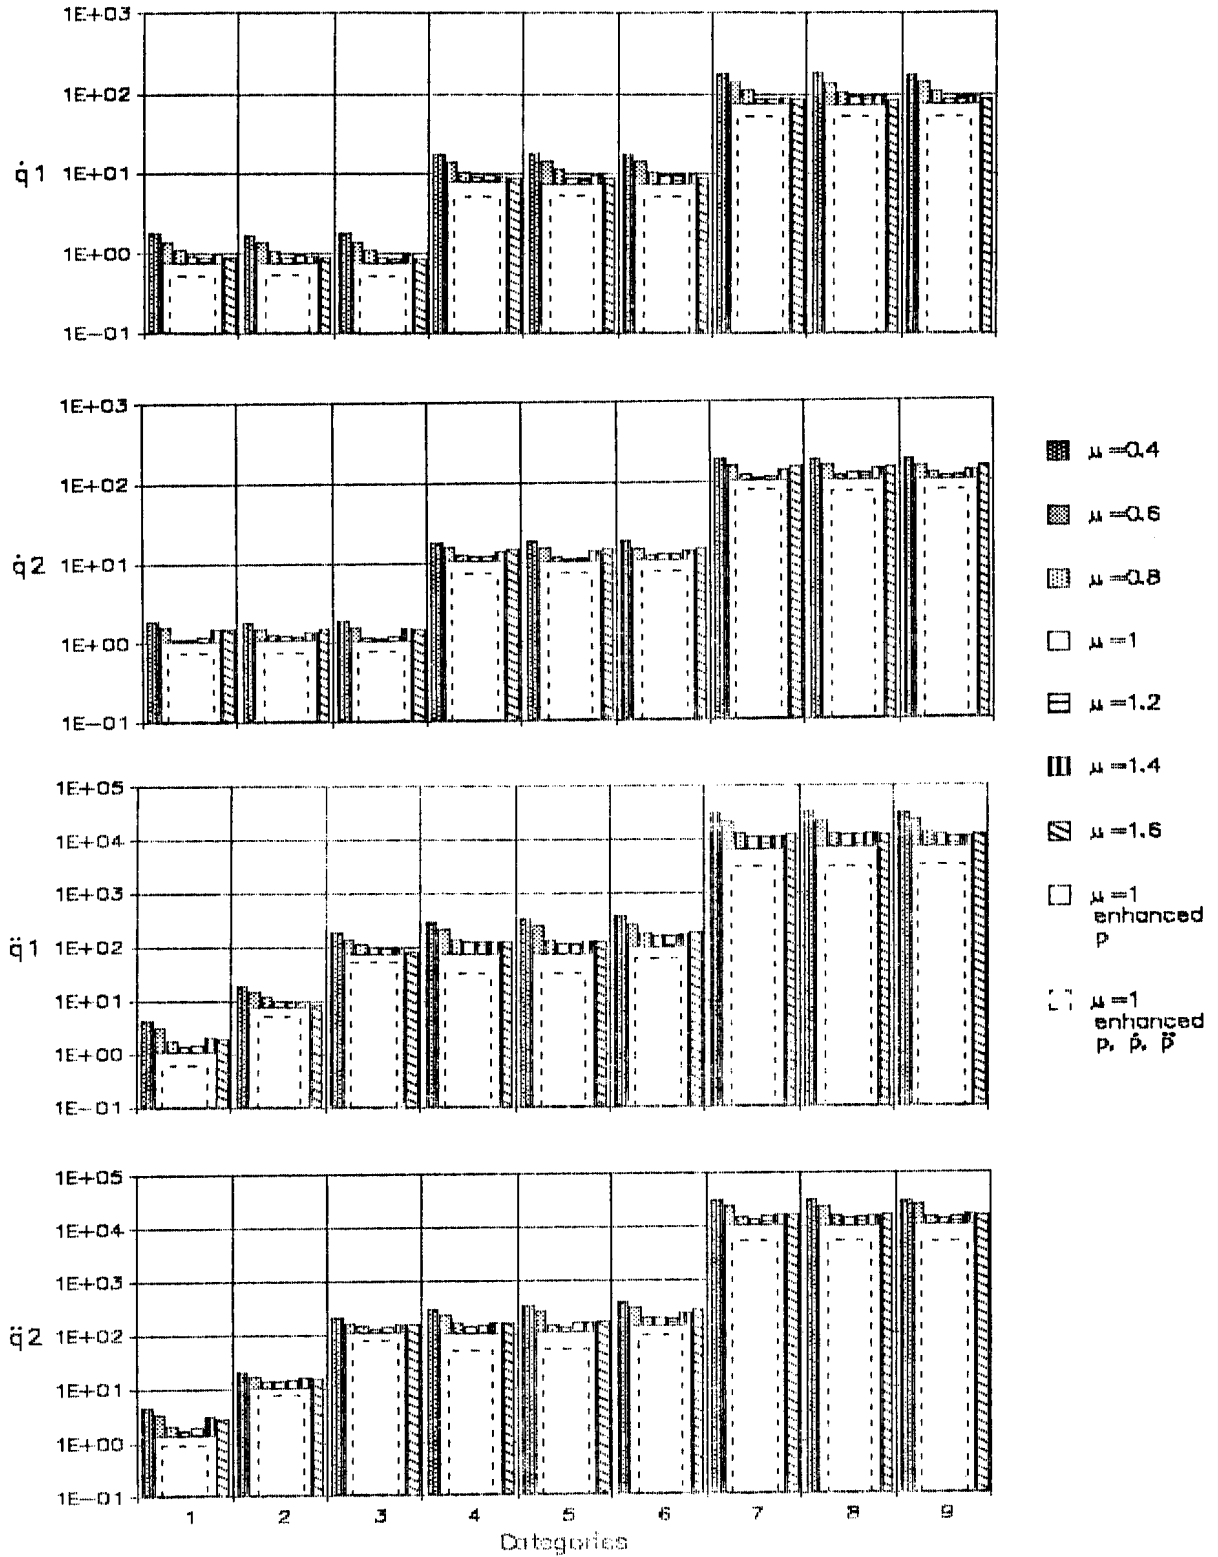 1E+03
1E+02
q̇1 1E+01
1E+00
1E-01
1E+03
1E+02
q̇2 1E+01
1E+00
1E-01
1E+05
1E+04
1E+03
q̈1 1E+02
1E+01
1E+00
1E-01
1E+05
1E+04
1E+03
q̈2 1E+02
1E+01
1E+00
1E-01
1 2 3 4 5 6 7 8 9
Categories
μ=0.4
μ=0.6
μ=0.8
μ=1
μ=1.2
μ=1.4
μ=1.6
μ=1
enhanced
p
μ=1
enhanced
p, ṗ, p̈